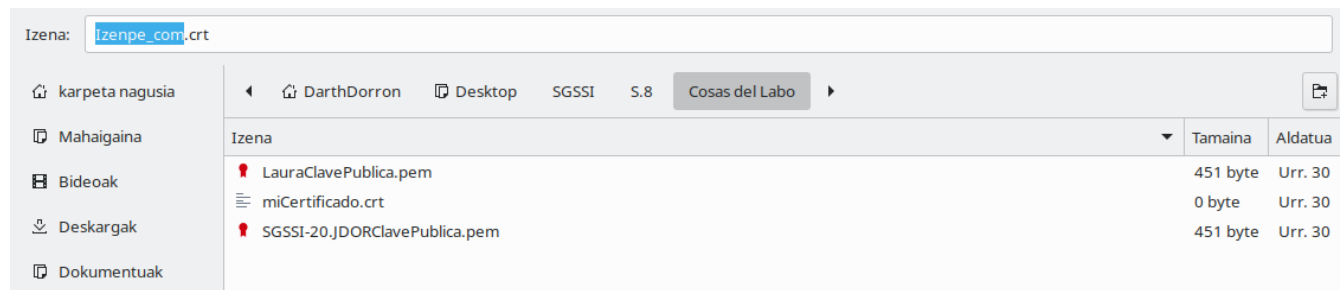 Izena: Izenpe_com.crt
karpeta nagusia
Mahaigaina
Bideoak
Deskargak
Dokumentuak
DarthDorron Desktop SGSSI S.8 Cosas del Labo
Izena Tamaina Aldatua
LauraClavePublica.pem 451 byte Urr. 30
miCertificado.crt 0 byte Urr. 30
SGSSI-20.JDORClavePublica.pem 451 byte Urr. 30